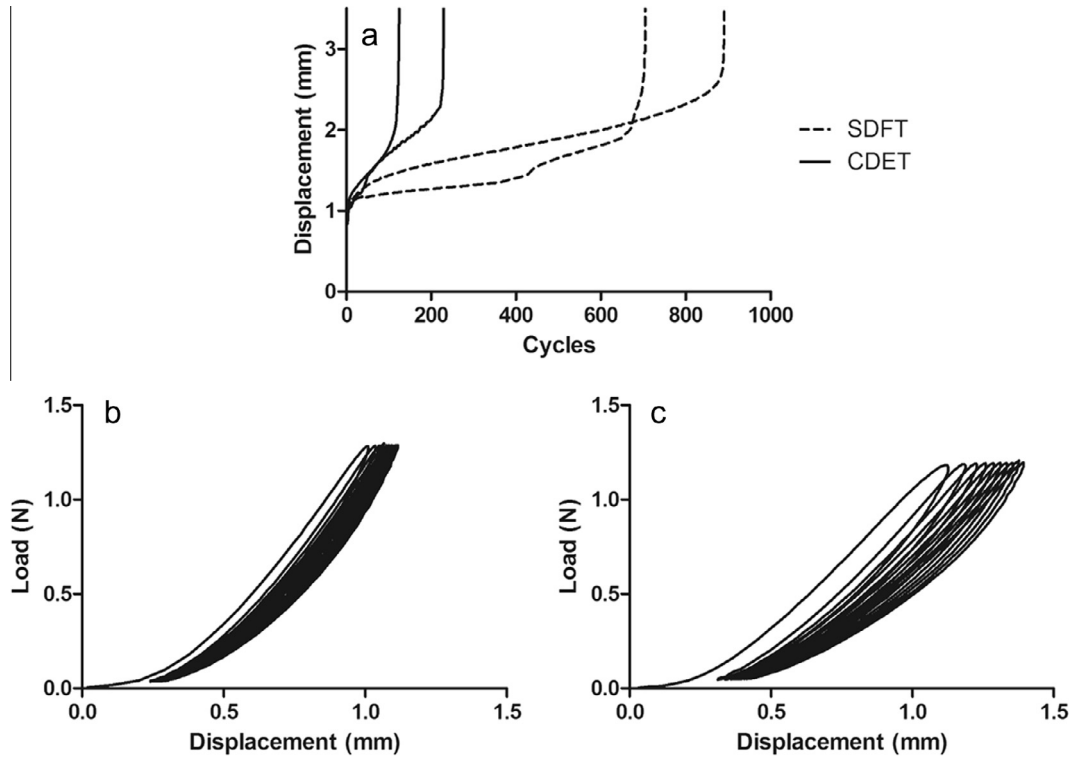 a
3
2
1
0
Displacement (mm)
0 200 400 600 800 1000
Cycles
SDFT
CDET
b
1.5
1.0
0.5
0.0
Load (N)
0.0 0.5 1.0 1.5
Displacement (mm)
c
1.5
1.0
0.5
0.0
Load (N)
0.0 0.5 1.0 1.5
Displacement (mm)